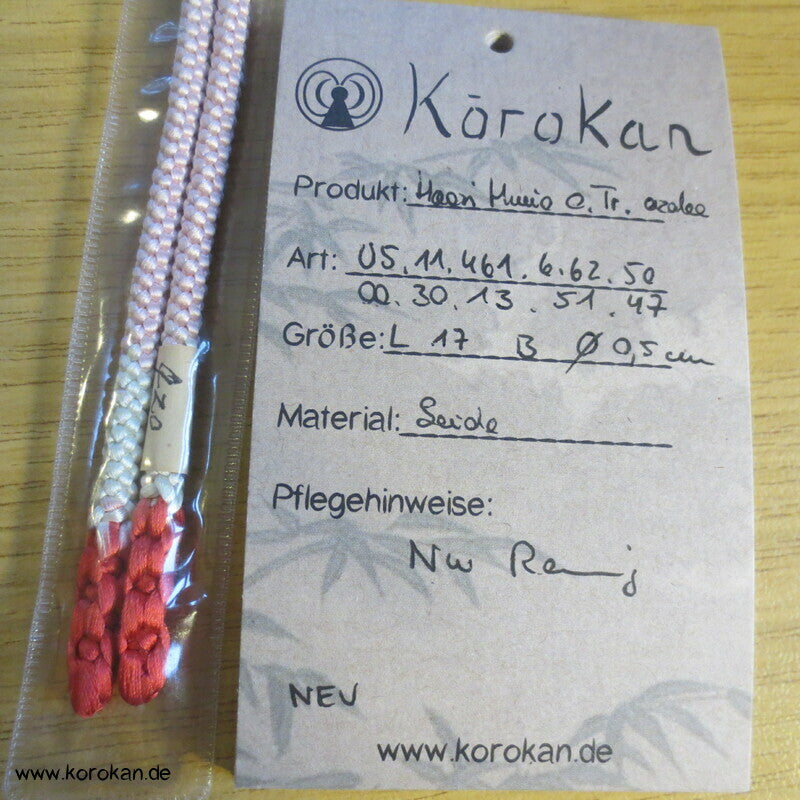 Kōrokan
Produkt: Haori Himo o. Tr. azalee
Art: 05.11.461.6.62.50
00.30.13.51.47
Größe: L 17 B Ø 0,5 cm
Material: Seide
Pflegehinweise:
NEU
www.korokan.de
www.korokan.de